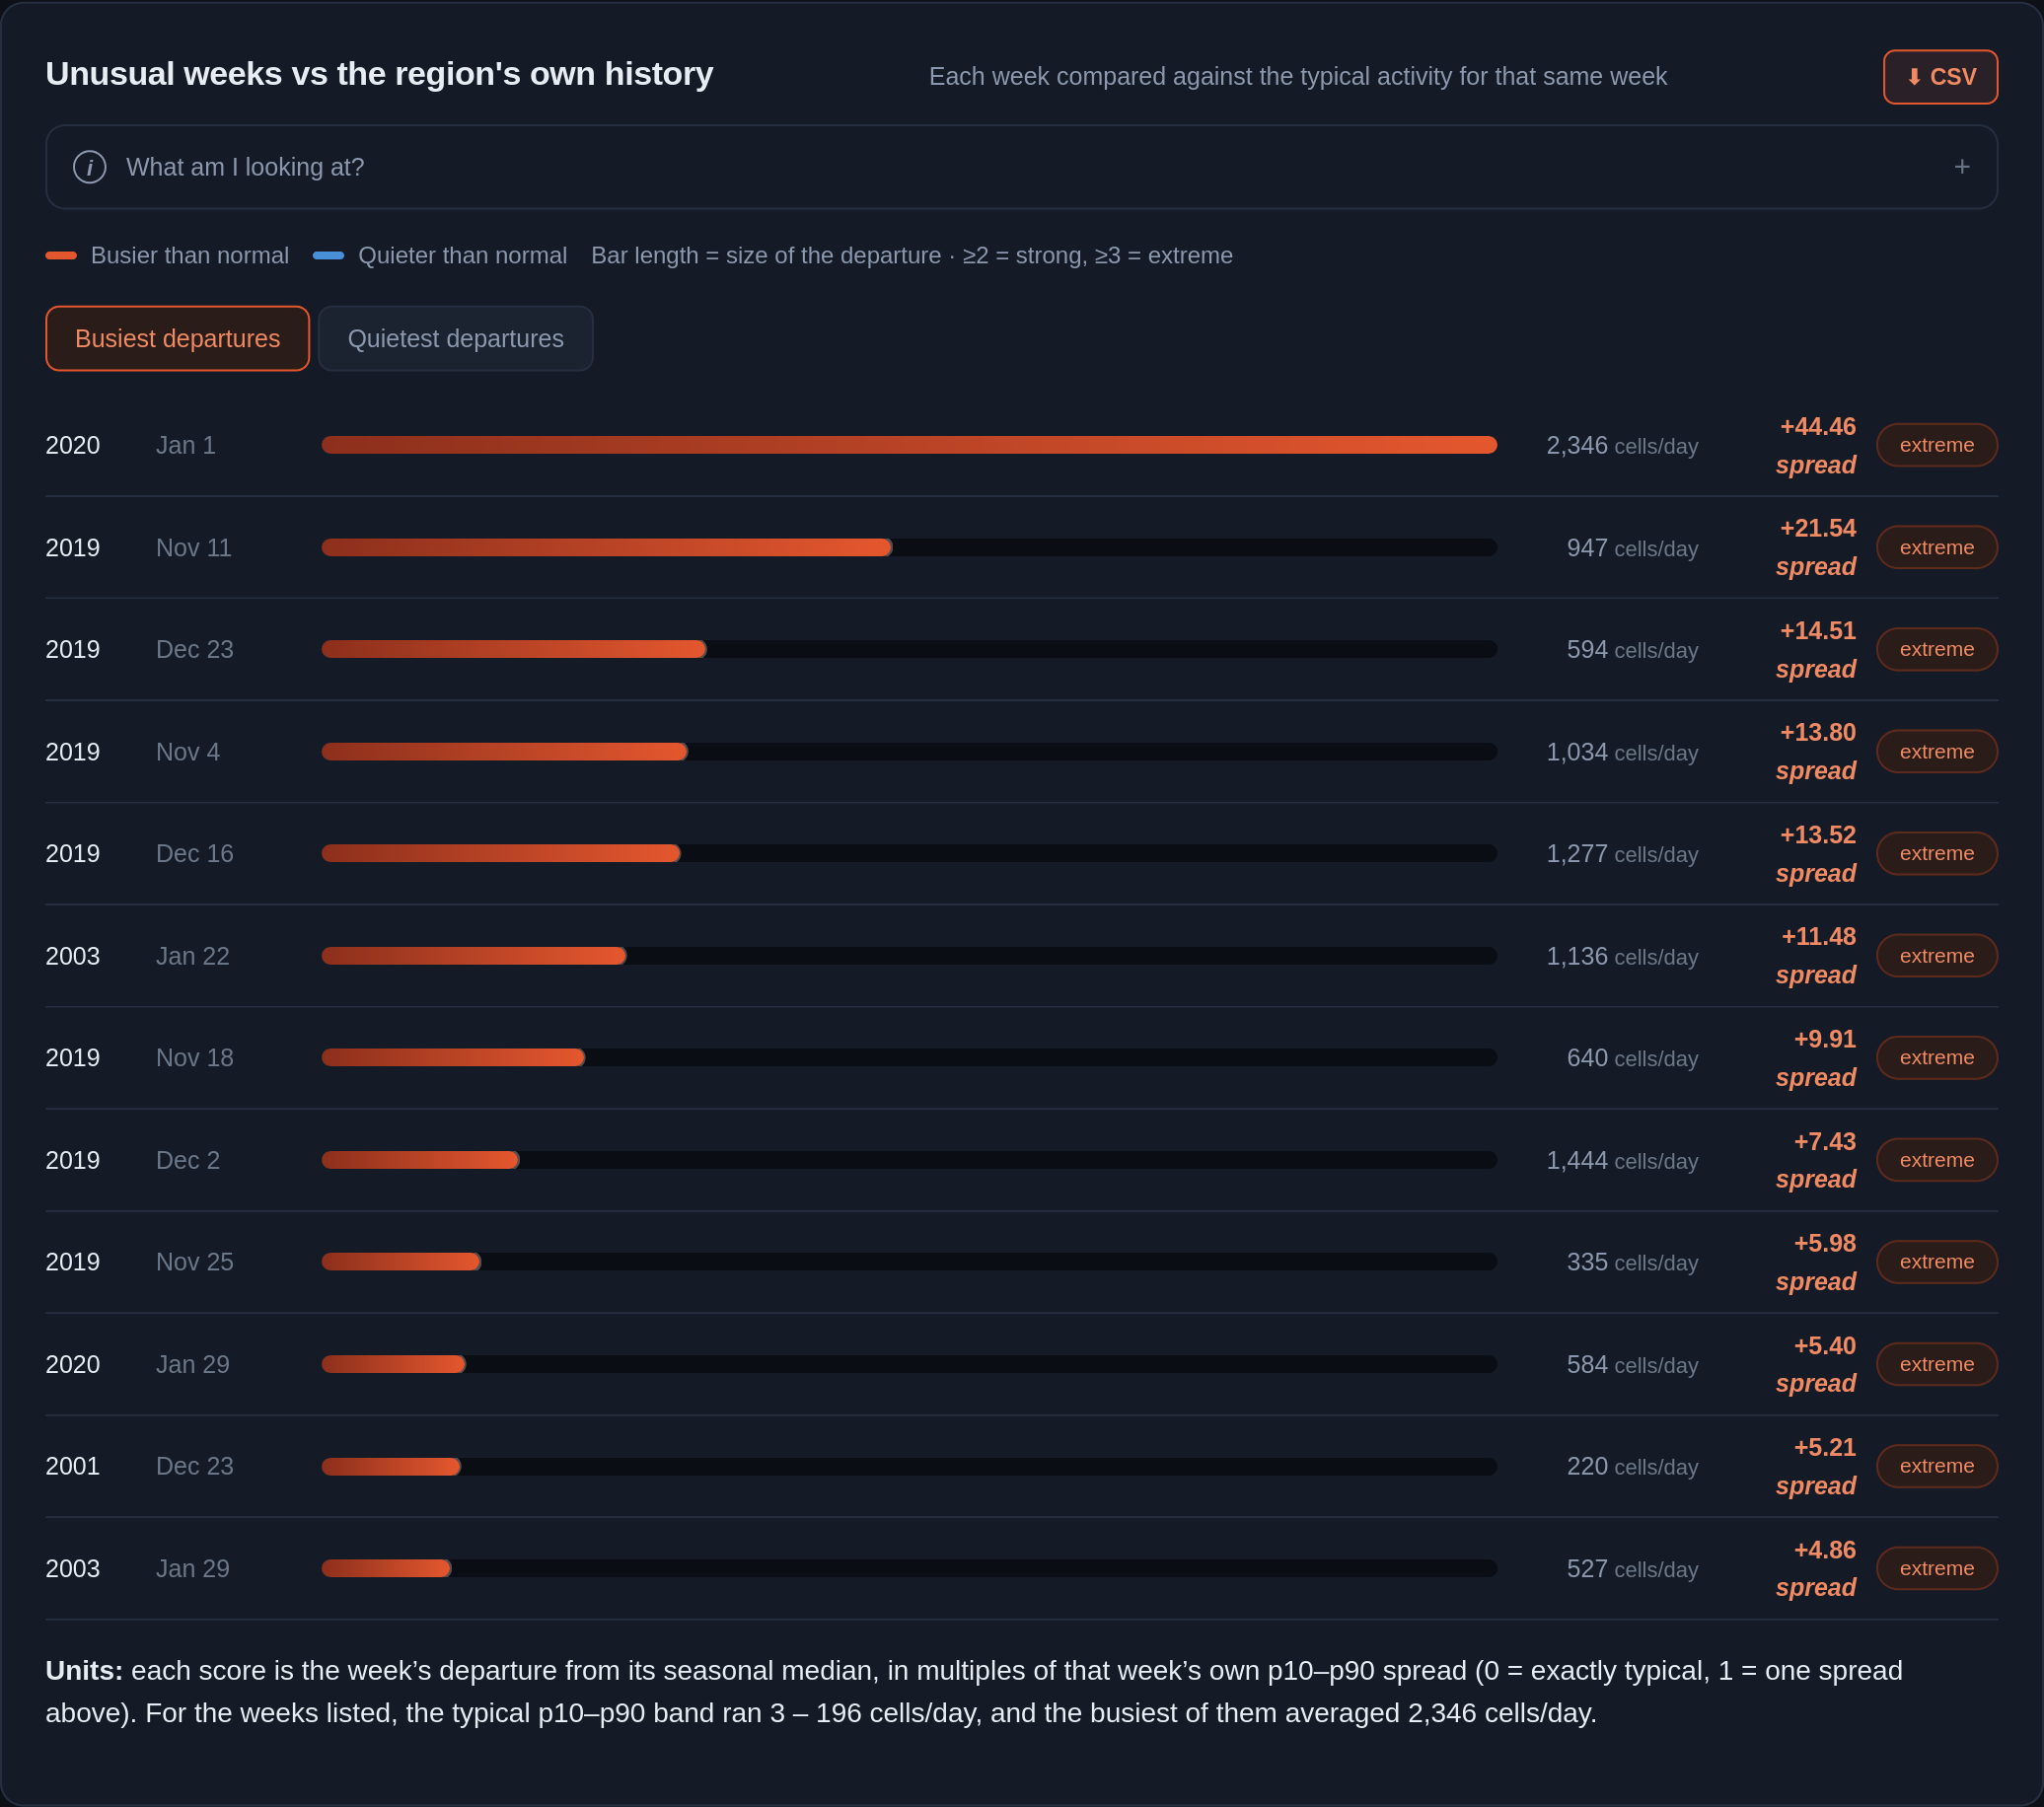 Unusual weeks vs the region's own history
Each week compared against the typical activity for that same week
⬇ CSV
i What am I looking at? +
Busier than normal Quieter than normal Bar length = size of the departure · ≥2 = strong, ≥3 = extreme
Busiest departures Quietest departures
2020 Jan 1 2,346 cells/day +44.46 spread extreme
2019 Nov 11 947 cells/day +21.54 spread extreme
2019 Dec 23 594 cells/day +14.51 spread extreme
2019 Nov 4 1,034 cells/day +13.80 spread extreme
2019 Dec 16 1,277 cells/day +13.52 spread extreme
2003 Jan 22 1,136 cells/day +11.48 spread extreme
2019 Nov 18 640 cells/day +9.91 spread extreme
2019 Dec 2 1,444 cells/day +7.43 spread extreme
2019 Nov 25 335 cells/day +5.98 spread extreme
2020 Jan 29 584 cells/day +5.40 spread extreme
2001 Dec 23 220 cells/day +5.21 spread extreme
2003 Jan 29 527 cells/day +4.86 spread extreme
Units: each score is the week’s departure from its seasonal median, in multiples of that week’s own p10–p90 spread (0 = exactly typical, 1 = one spread
above). For the weeks listed, the typical p10–p90 band ran 3 – 196 cells/day, and the busiest of them averaged 2,346 cells/day.